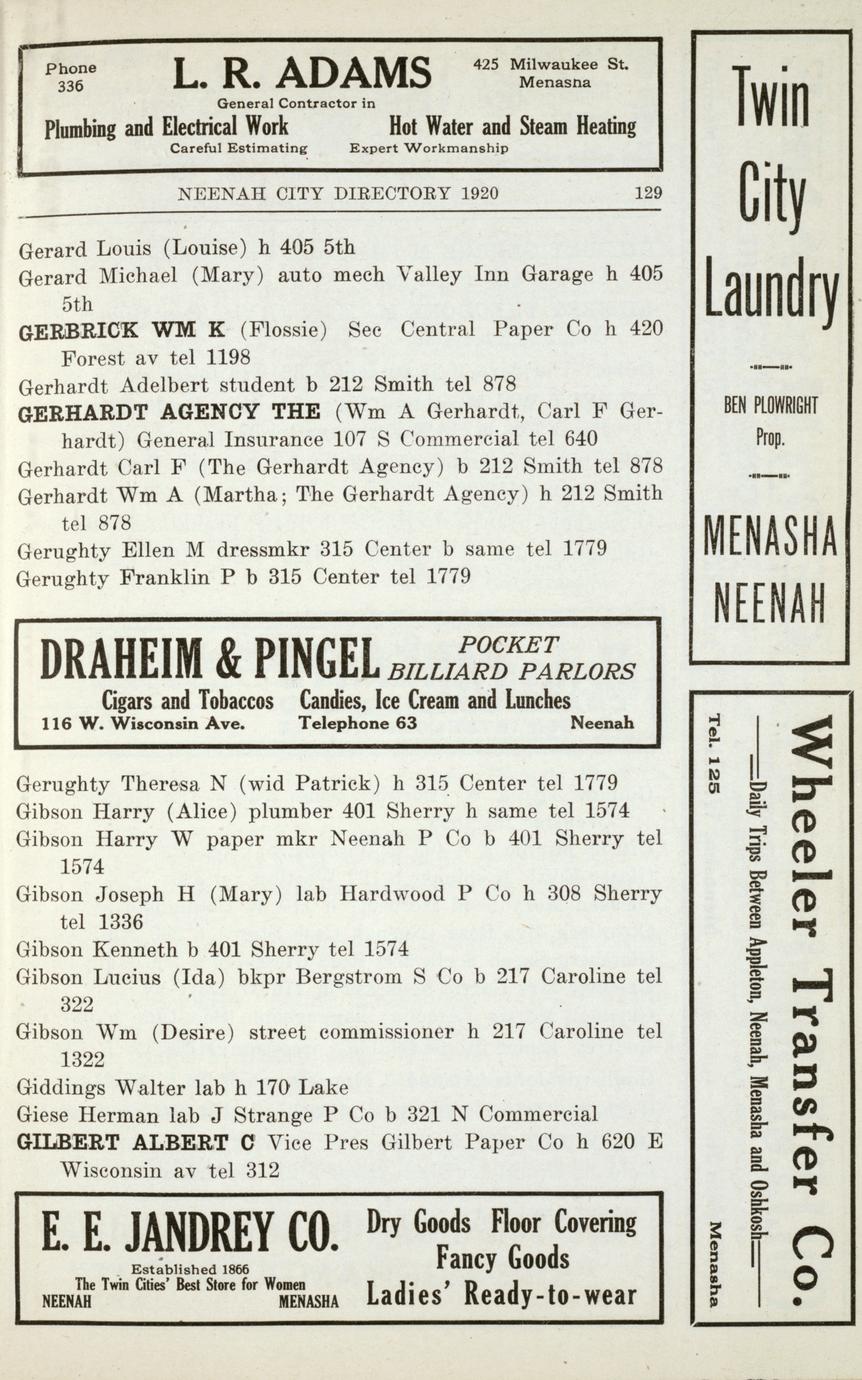 Phone
336
L. R. ADAMS
425 Milwaukee St.
Menasha
General Contractor in
Plumbing and Electrical Work Hot Water and Steam Heating
Careful Estimating Expert Workmanship
NEENAH CITY DIRECTORY 1920 129
Gerard Louis (Louise) h 405 5th
Gerard Michael (Mary) auto mech Valley Inn Garage h 405
5th
GERBRICK WM K (Flossie) Sec Central Paper Co h 420
Forest av tel 1198
Gerhardt Adelbert student b 212 Smith tel 878
GERHARDT AGENCY THE (Wm A Gerhardt, Carl F Ger-
hardt) General Insurance 107 S Commercial tel 640
Gerhardt Carl F (The Gerhardt Agency) b 212 Smith tel 878
Gerhardt Wm A (Martha; The Gerhardt Agency) h 212 Smith
tel 878
Gerughty Ellen M dressmkr 315 Center b same tel 1779
Gerughty Franklin P b 315 Center tel 1779
DRAHEIM & PINGEL POCKET
BILLIARD PARLORS
Cigars and Tobaccos Candies, Ice Cream and Lunches
116 W. Wisconsin Ave. Telephone 63 Neenah
Gerughty Theresa N (wid Patrick) h 315 Center tel 1779
Gibson Harry (Alice) plumber 401 Sherry h same tel 1574
Gibson Harry W paper mkr Neenah P Co b 401 Sherry tel
1574
Gibson Joseph H (Mary) lab Hardwood P Co h 308 Sherry
tel 1336
Gibson Kenneth b 401 Sherry tel 1574
Gibson Lucius (Ida) bkpr Bergstrom S Co b 217 Caroline tel
322
Gibson Wm (Desire) street commissioner h 217 Caroline tel
1322
Giddings Walter lab h 170 Lake
Giese Herman lab J Strange P Co b 321 N Commercial
GILBERT ALBERT C Vice Pres Gilbert Paper Co h 620 E
Wisconsin av tel 312
E. E. JANDREY CO.
Established 1866
The Twin Cities' Best Store for Women
NEENAH MENASHA
Dry Goods Floor Covering
Fancy Goods
Ladies' Ready-to-wear
Twin
City
Laundry
BEN PLOWRIGHT
Prop.
MENASHA
NEENAH
Wheeler Transfer Co.
Daily Trips Between Appleton, Neenah, Menasha and Oshkosh
Tel. 125 Menasha